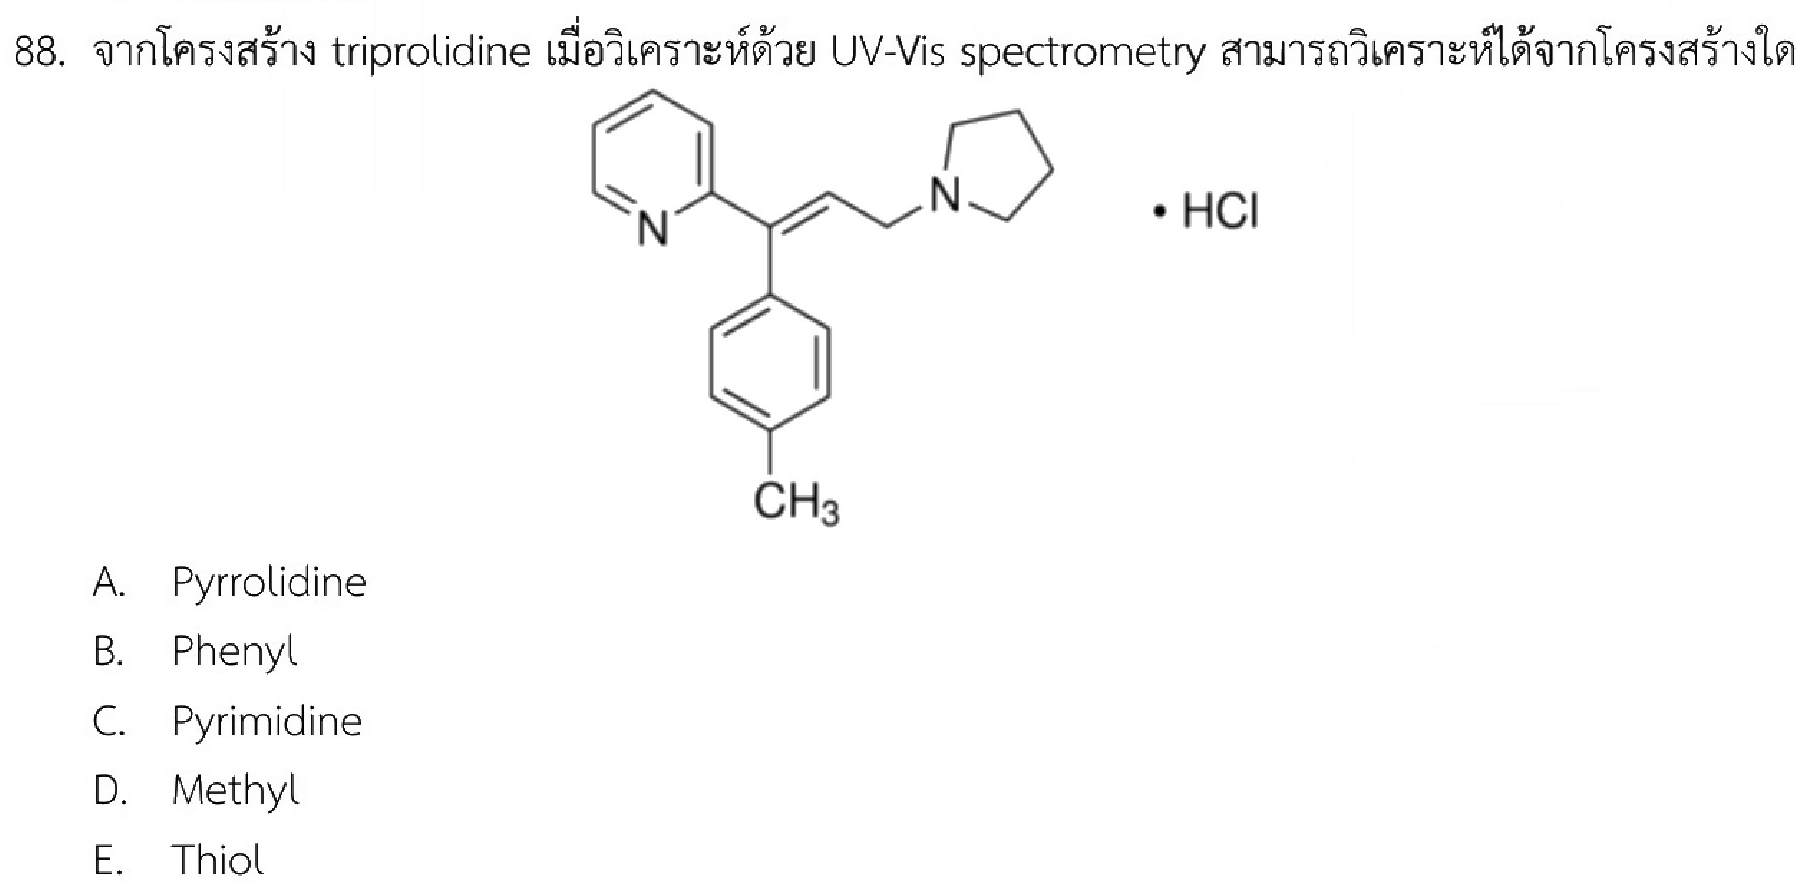 88. จากโครงสร้าง triprolidine เมื่อวิเคราะห์ด้วย UV-Vis spectrometry สามารถวิเคราะห์ได้จากโครงสร้างใด
N
N
• HCl
CH3
A. Pyrrolidine
B. Phenyl
C. Pyrimidine
D. Methyl
E. Thiol